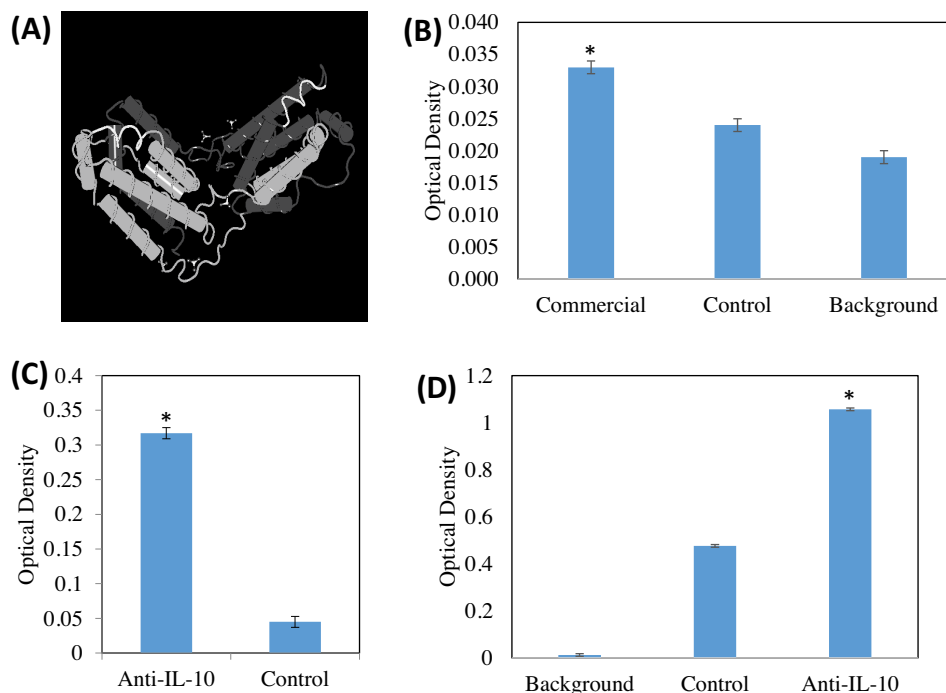 (A)
(B)
0.040
0.035
0.030
0.025
0.020
0.015
0.010
0.005
0.000
Optical Density
*
Commercial Control Background
(C)
0.4
0.35
0.3
0.25
0.2
0.15
0.1
0.05
0
Optical Density
*
Anti-IL-10 Control
(D)
1.2
1
0.8
0.6
0.4
0.2
0
Optical Density
*
Background Control Anti-IL-10